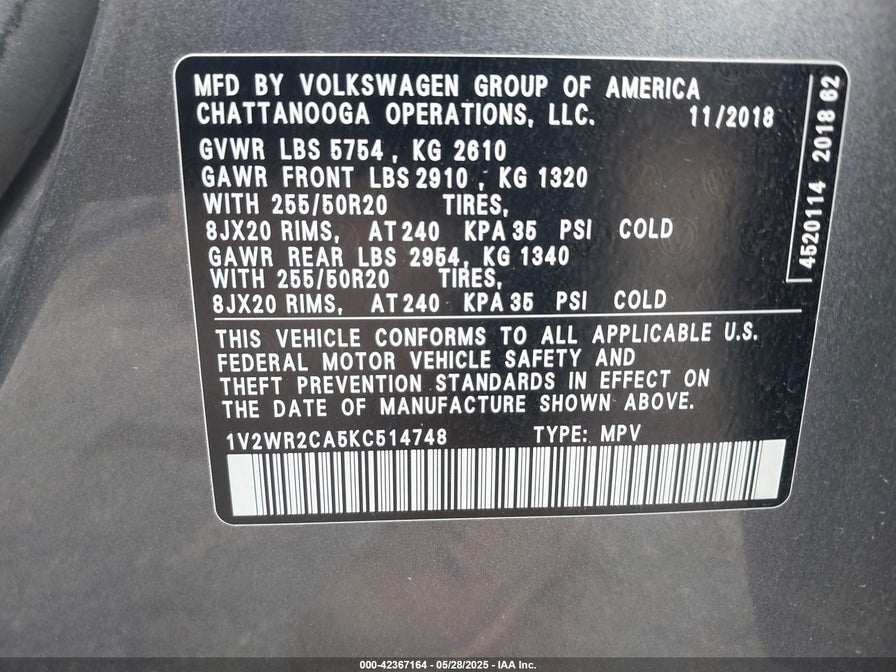 MFD BY VOLKSWAGEN GROUP OF AMERICA
CHATTANOOGA OPERATIONS, LLC. 11/2018
GVWR LBS 5754, KG 2610
GAWR FRONT LBS 2910, KG 1320
WITH 255/50R20 TIRES,
8JX20 RIMS, AT 240 KPA 35 PSI COLD
GAWR REAR LBS 2954, KG 1340
WITH 255/50R20 TIRES,
8JX20 RIMS, AT 240 KPA 35 PSI COLD
THIS VEHICLE CONFORMS TO ALL APPLICABLE U.S.
FEDERAL MOTOR VEHICLE SAFETY AND
THEFT PREVENTION STANDARDS IN EFFECT ON
THE DATE OF MANUFACTURE SHOWN ABOVE.
1V2WR2CA5KC514748 TYPE: MPV
4520114 2018 62
000-42367164 - 05/28/2025 - IAA Inc.